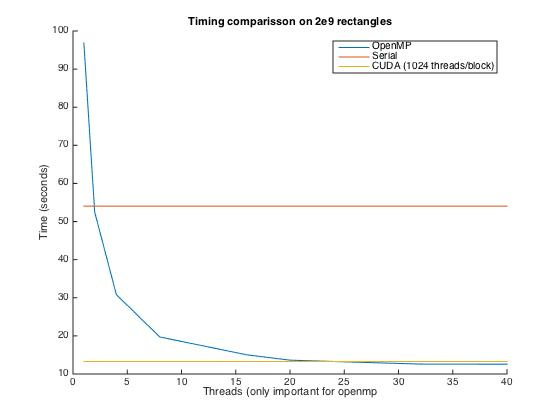 Timing comparisson on 2e9 rectangles
OpenMP
Serial
CUDA (1024 threads/block)
Time (seconds)
100
90
80
70
60
50
40
30
20
10
0 5 10 15 20 25 30 35 40
Threads (only important for openmp